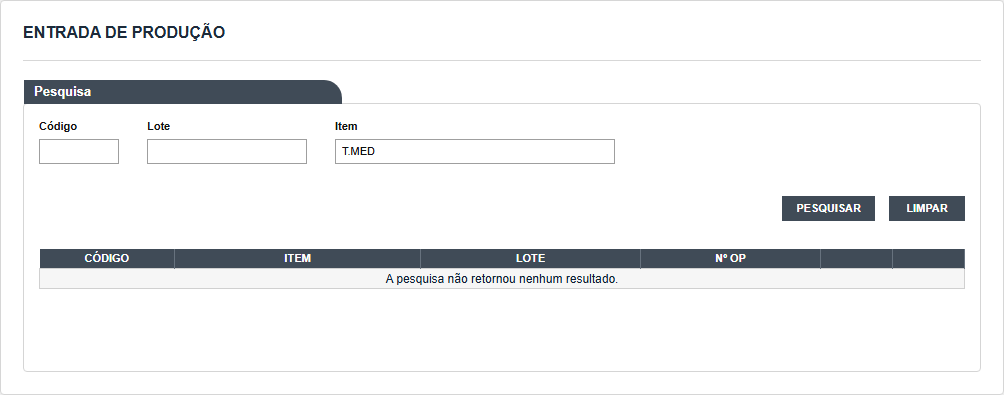 ENTRADA DE PRODUÇÃO
Pesquisa
Código Lote Item
T.MED
PESQUISAR LIMPAR
CÓDIGO ITEM LOTE Nº OP
A pesquisa não retornou nenhum resultado.